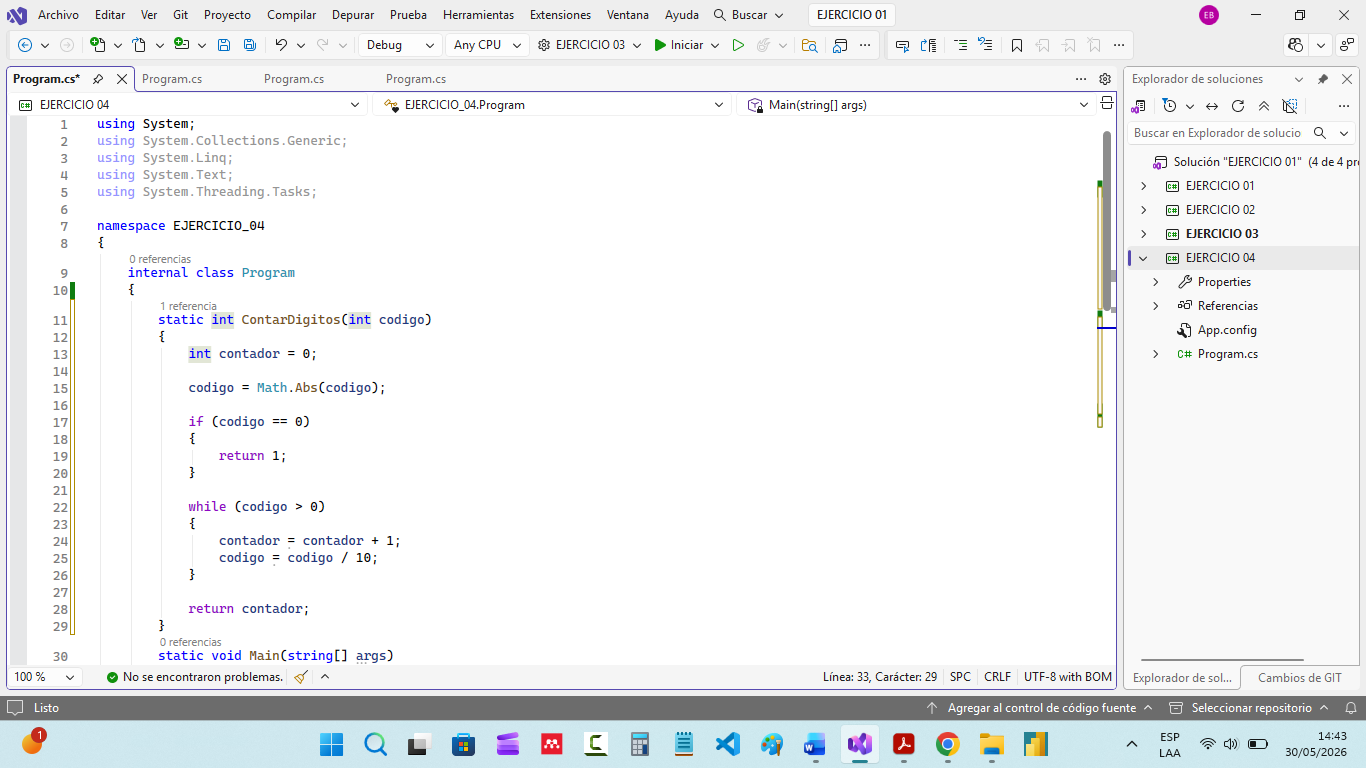 Archivo Editar Ver Git Proyecto Compilar Depurar Prueba Herramientas Extensiones Ventana Ayuda Buscar EJERCICIO 01 EB
Debug Any CPU EJERCICIO 03 Iniciar
Program.cs* Program.cs Program.cs Program.cs
EJERCICIO 04 EJERCICIO_04.Program Main(string[] args)
1 using System;
2 using System.Collections.Generic;
3 using System.Linq;
4 using System.Text;
5 using System.Threading.Tasks;
6
7 namespace EJERCICIO_04
8 {
0 referencias
9 internal class Program
10 {
1 referencia
11 static int ContarDigitos(int codigo)
12 {
13 int contador = 0;
14
15 codigo = Math.Abs(codigo);
16
17 if (codigo == 0)
18 {
19 return 1;
20 }
21
22 while (codigo > 0)
23 {
24 contador = contador + 1;
25 codigo = codigo / 10;
26 }
27
28 return contador;
29 }
0 referencias
30 static void Main(string[] args)
100 % No se encontraron problemas. Línea: 33, Carácter: 29 SPC CRLF UTF-8 with BOM
Explorador de soluciones
Buscar en Explorador de solucio
Solución "EJERCICIO 01" (4 de 4 pro
EJERCICIO 01
EJERCICIO 02
EJERCICIO 03
EJERCICIO 04
Properties
Referencias
App.config
C# Program.cs
Explorador de sol... Cambios de GIT
Listo Agregar al control de código fuente Seleccionar repositorio
1 ESP LAA 14:43
30/05/2026